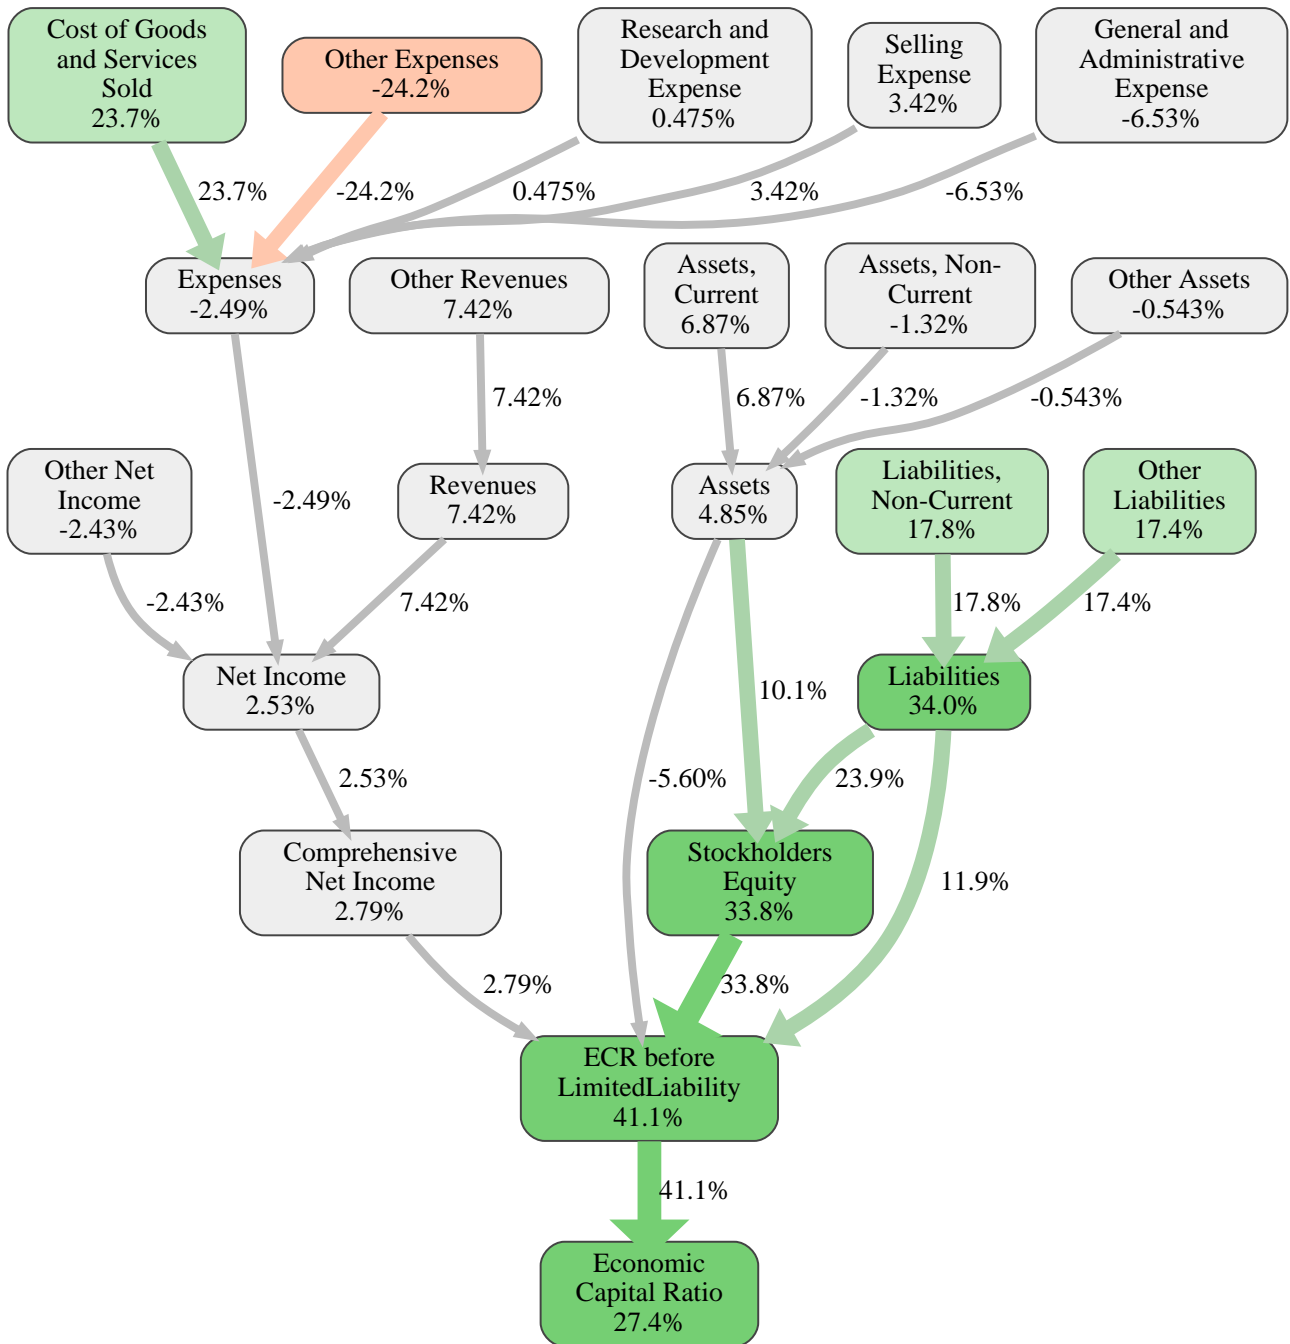 Cost of Goods
and Services
Sold
23.7%
Other Expenses
-24.2%
Research and
Development
Expense
0.475%
Selling
Expense
3.42%
General and
Administrative
Expense
-6.53%
23.7%
-24.2%
0.475%
3.42%
-6.53%
Expenses
-2.49%
Other Revenues
7.42%
Assets,
Current
6.87%
Assets, Non-
Current
-1.32%
Other Assets
-0.543%
7.42%
6.87%
-1.32%
-0.543%
Other Net
Income
-2.43%
-2.49%
Revenues
7.42%
Assets
4.85%
Liabilities,
Non-Current
17.8%
Other
Liabilities
17.4%
-2.43%
7.42%
17.8%
17.4%
Net Income
2.53%
10.1%
Liabilities
34.0%
2.53%
-5.60%
23.9%
Comprehensive
Net Income
2.79%
Stockholders
Equity
33.8%
11.9%
2.79%
33.8%
ECR before
LimitedLiability
41.1%
41.1%
Economic
Capital Ratio
27.4%